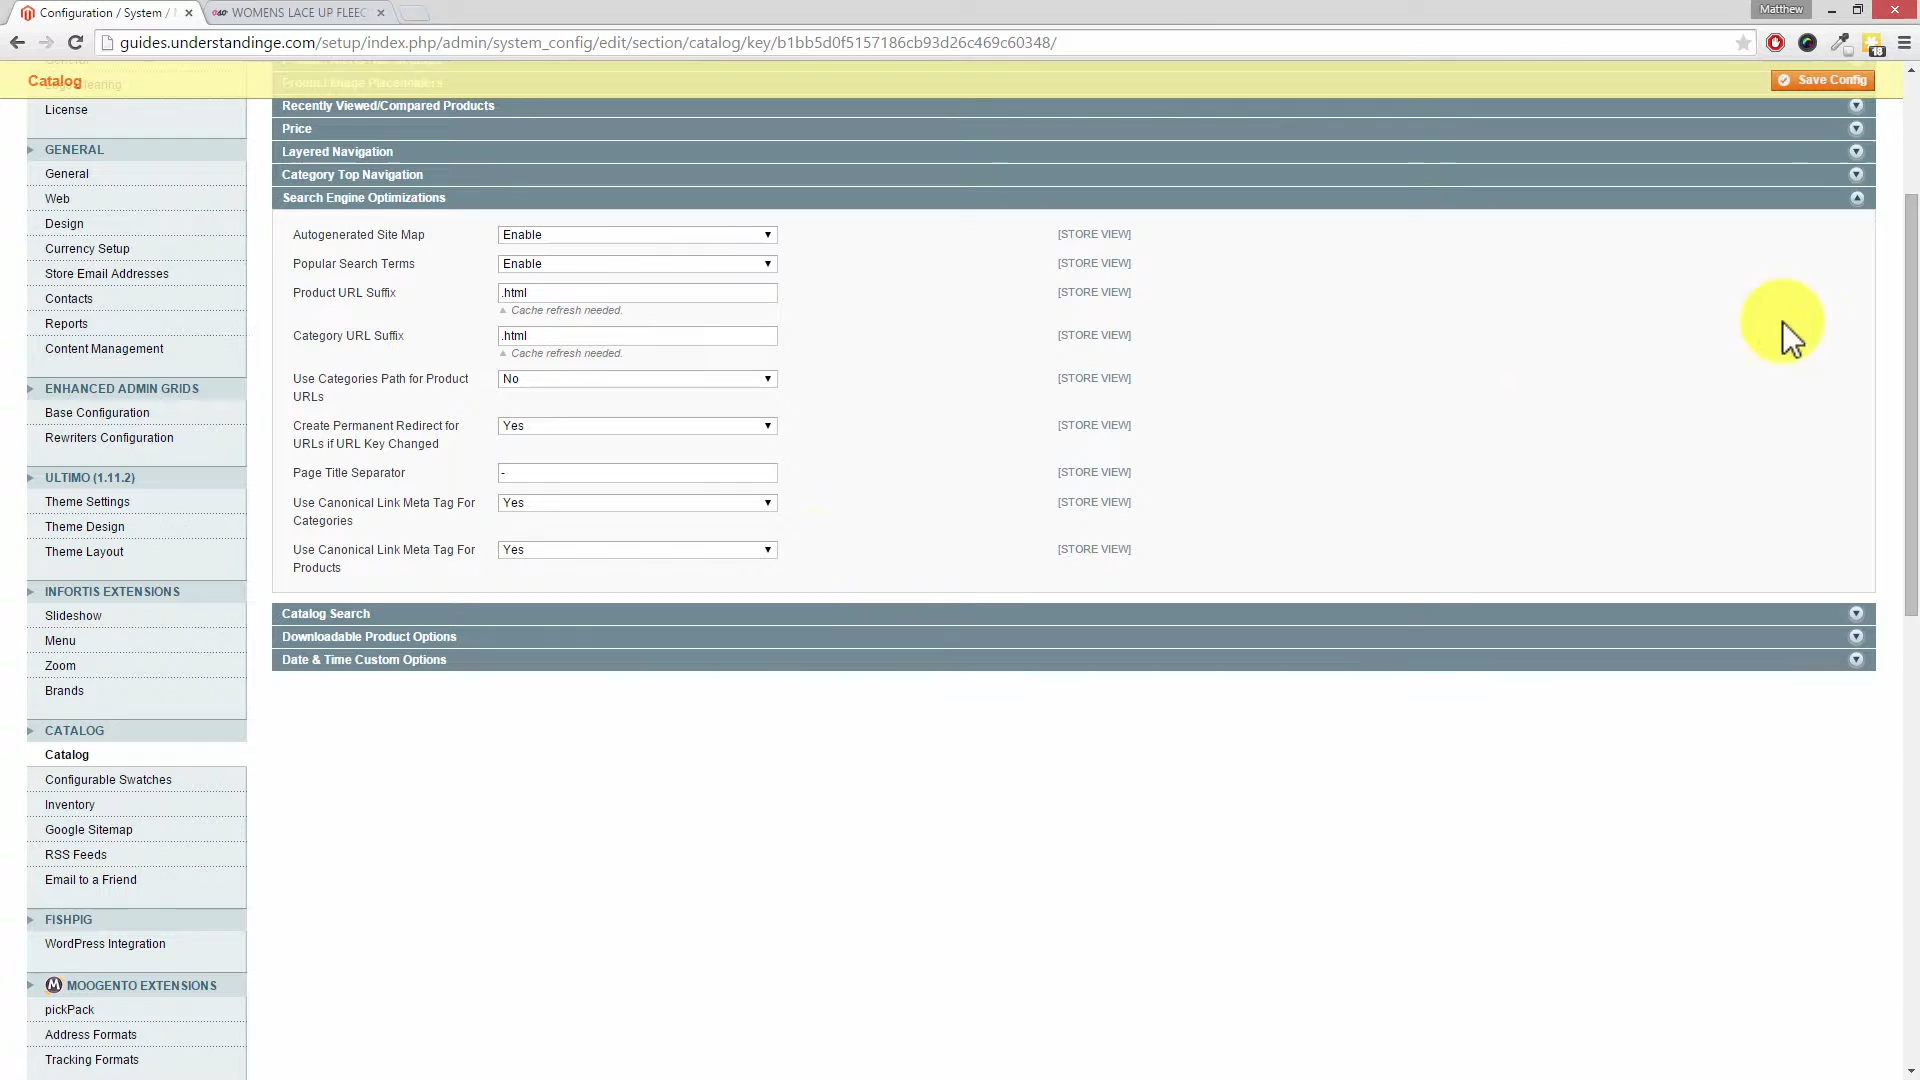 Configuration / System /
WOMENS LACE UP FLEEC
Matthew
guides.understandinge.com/setup/index.php/admin/system_config/edit/section/catalog/key/b1bb5d0f5157186cb93d26c469c60348/
18
Catalog
Product Image Placeholders
Save Config
License
GENERAL
General
Web
Design
Currency Setup
Store Email Addresses
Contacts
Reports
Content Management
ENHANCED ADMIN GRIDS
Base Configuration
Rewriters Configuration
ULTIMO (1.11.2)
Theme Settings
Theme Design
Theme Layout
INFORTIS EXTENSIONS
Slideshow
Menu
Zoom
Brands
CATALOG
Catalog
Configurable Swatches
Inventory
Google Sitemap
RSS Feeds
Email to a Friend
FISHPIG
WordPress Integration
M MOOGENTO EXTENSIONS
pickPack
Address Formats
Tracking Formats
Recently Viewed/Compared Products
Price
Layered Navigation
Category Top Navigation
Search Engine Optimizations
Autogenerated Site Map Enable [STORE VIEW]
Popular Search Terms Enable [STORE VIEW]
Product URL Suffix .html [STORE VIEW]
Cache refresh needed.
Category URL Suffix .html [STORE VIEW]
Cache refresh needed.
Use Categories Path for Product No [STORE VIEW]
URLs
Create Permanent Redirect for Yes [STORE VIEW]
URLs if URL Key Changed
Page Title Separator - [STORE VIEW]
Use Canonical Link Meta Tag For Yes [STORE VIEW]
Categories
Use Canonical Link Meta Tag For Yes [STORE VIEW]
Products
Catalog Search
Downloadable Product Options
Date & Time Custom Options